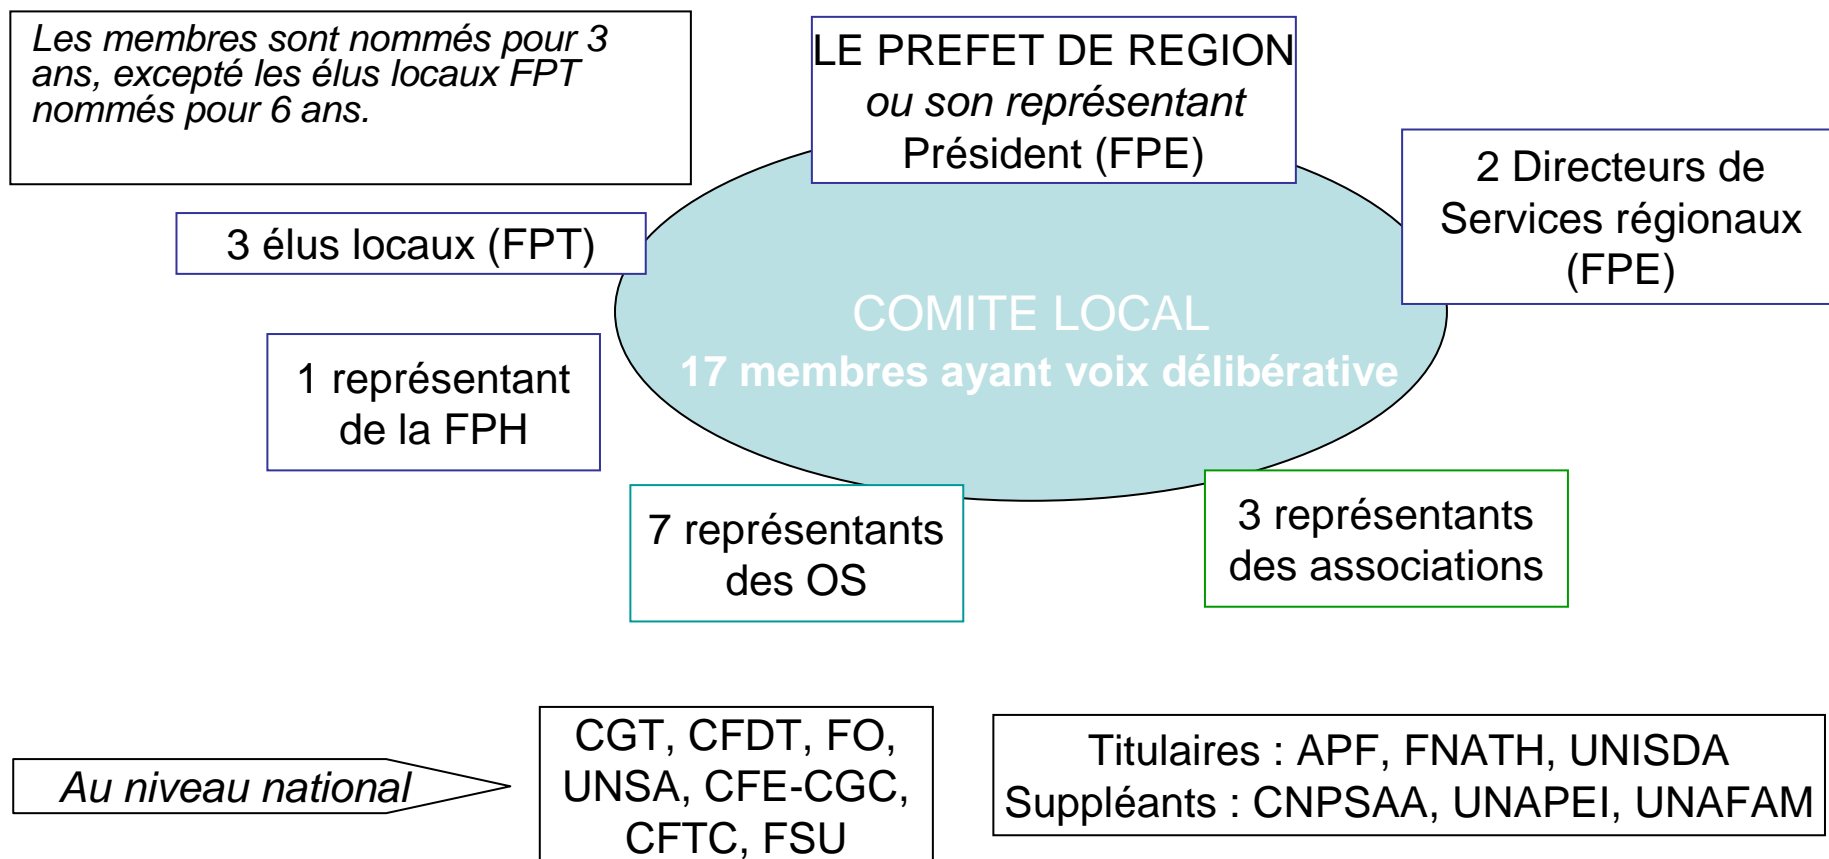 Les membres sont nommés pour 3
ans, excepté les élus locaux FPT
nommés pour 6 ans.
LE PREFET DE REGION
ou son représentant
Président (FPE)
2 Directeurs de
Services régionaux
(FPE)
3 élus locaux (FPT)
COMITE LOCAL
17 membres ayant voix délibérative
1 représentant
de la FPH
7 représentants
des OS
3 représentants
des associations
Au niveau national
CGT, CFDT, FO,
UNSA, CFE-CGC,
CFTC, FSU
Titulaires : APF, FNATH, UNISDA
Suppléants : CNPSAA, UNAPEI, UNAFAM